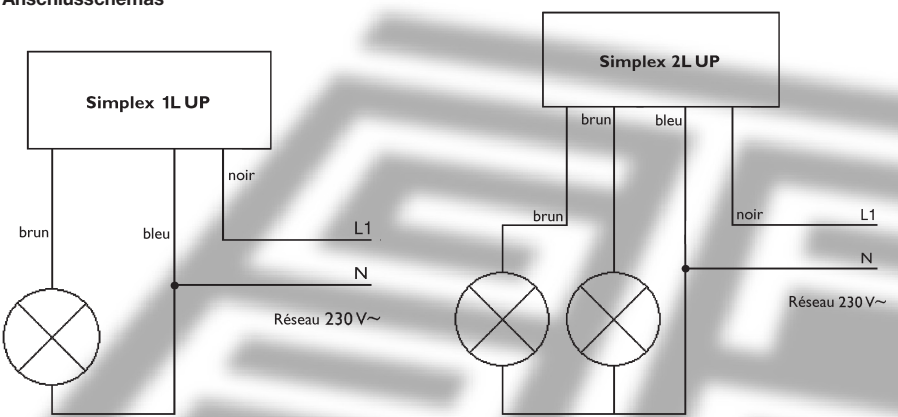 Anschlusschemas
Simplex 1L UP
noir
brun
bleu
L1
N
Réseau 230 V~
Simplex 2L UP
brun
bleu
brun
noir
L1
N
Réseau 230 V~